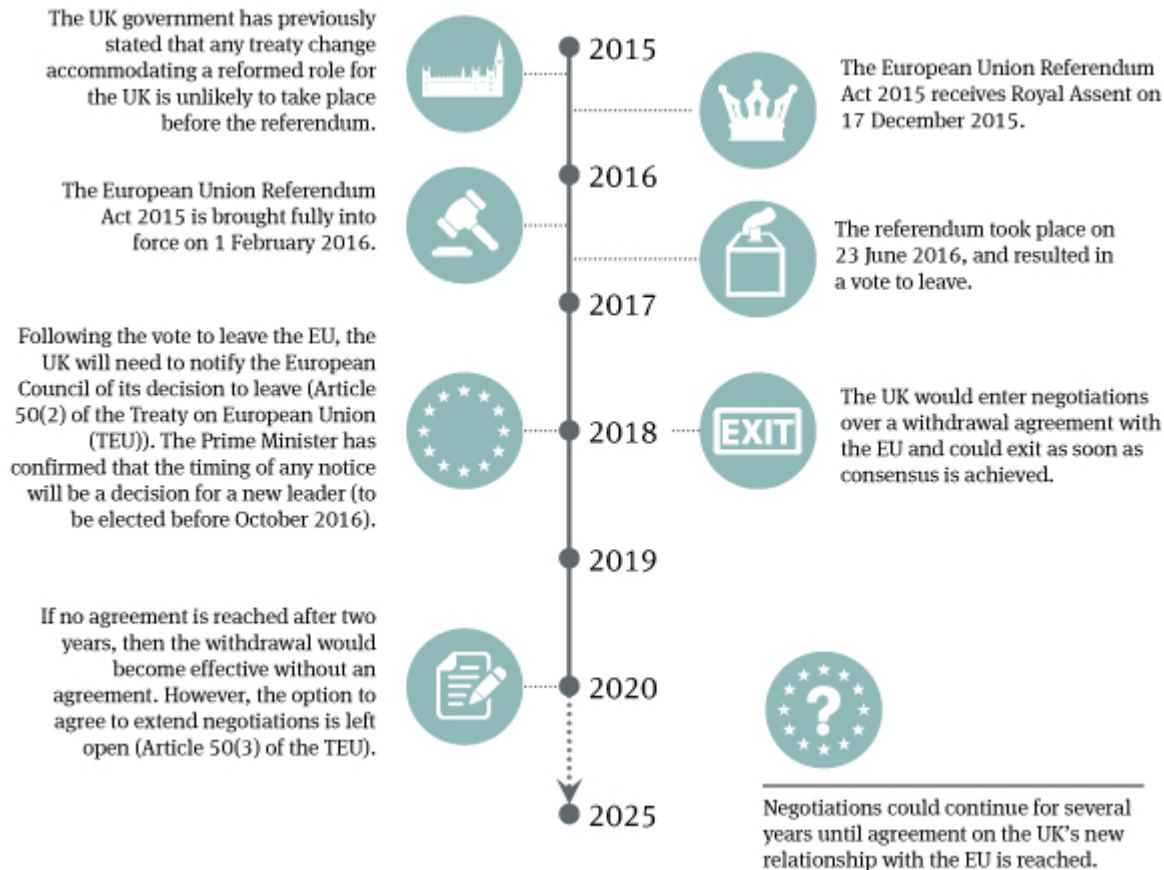 The UK government has previously
stated that any treaty change
accommodating a reformed role for
the UK is unlikely to take place
before the referendum.
2015
The European Union Referendum
Act 2015 receives Royal Assent on
17 December 2015.
2016
The European Union Referendum
Act 2015 is brought fully into
force on 1 February 2016.
The referendum took place on
23 June 2016, and resulted in
a vote to leave.
2017
Following the vote to leave the EU, the
UK will need to notify the European
Council of its decision to leave (Article
50(2) of the Treaty on European Union
(TEU)). The Prime Minister has
confirmed that the timing of any notice
will be a decision for a new leader (to
be elected before October 2016).
2018
EXIT
The UK would enter negotiations
over a withdrawal agreement with
the EU and could exit as soon as
consensus is achieved.
2019
If no agreement is reached after two
years, then the withdrawal would
become effective without an
agreement. However, the option to
agree to extend negotiations is left
open (Article 50(3) of the TEU).
2020
?
2025
Negotiations could continue for several
years until agreement on the UK's new
relationship with the EU is reached.